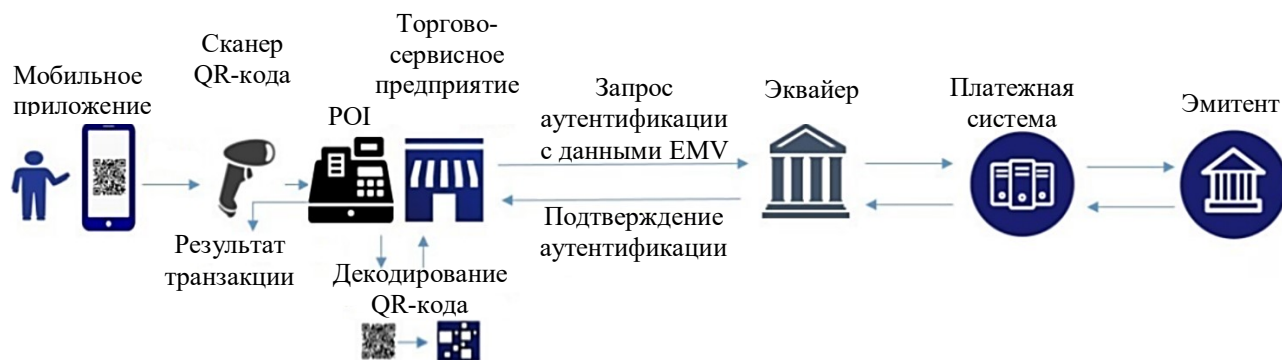 Мобильное
приложение
Сканер
QR-кода
POI
Торгово-
сервисное
предприятие
Запрос
аутентификации
с данными EMV
Подтверждение
аутентификации
Эквайер
Платежная
система
Эмитент
Результат
транзакции
Декодирование
QR-кода